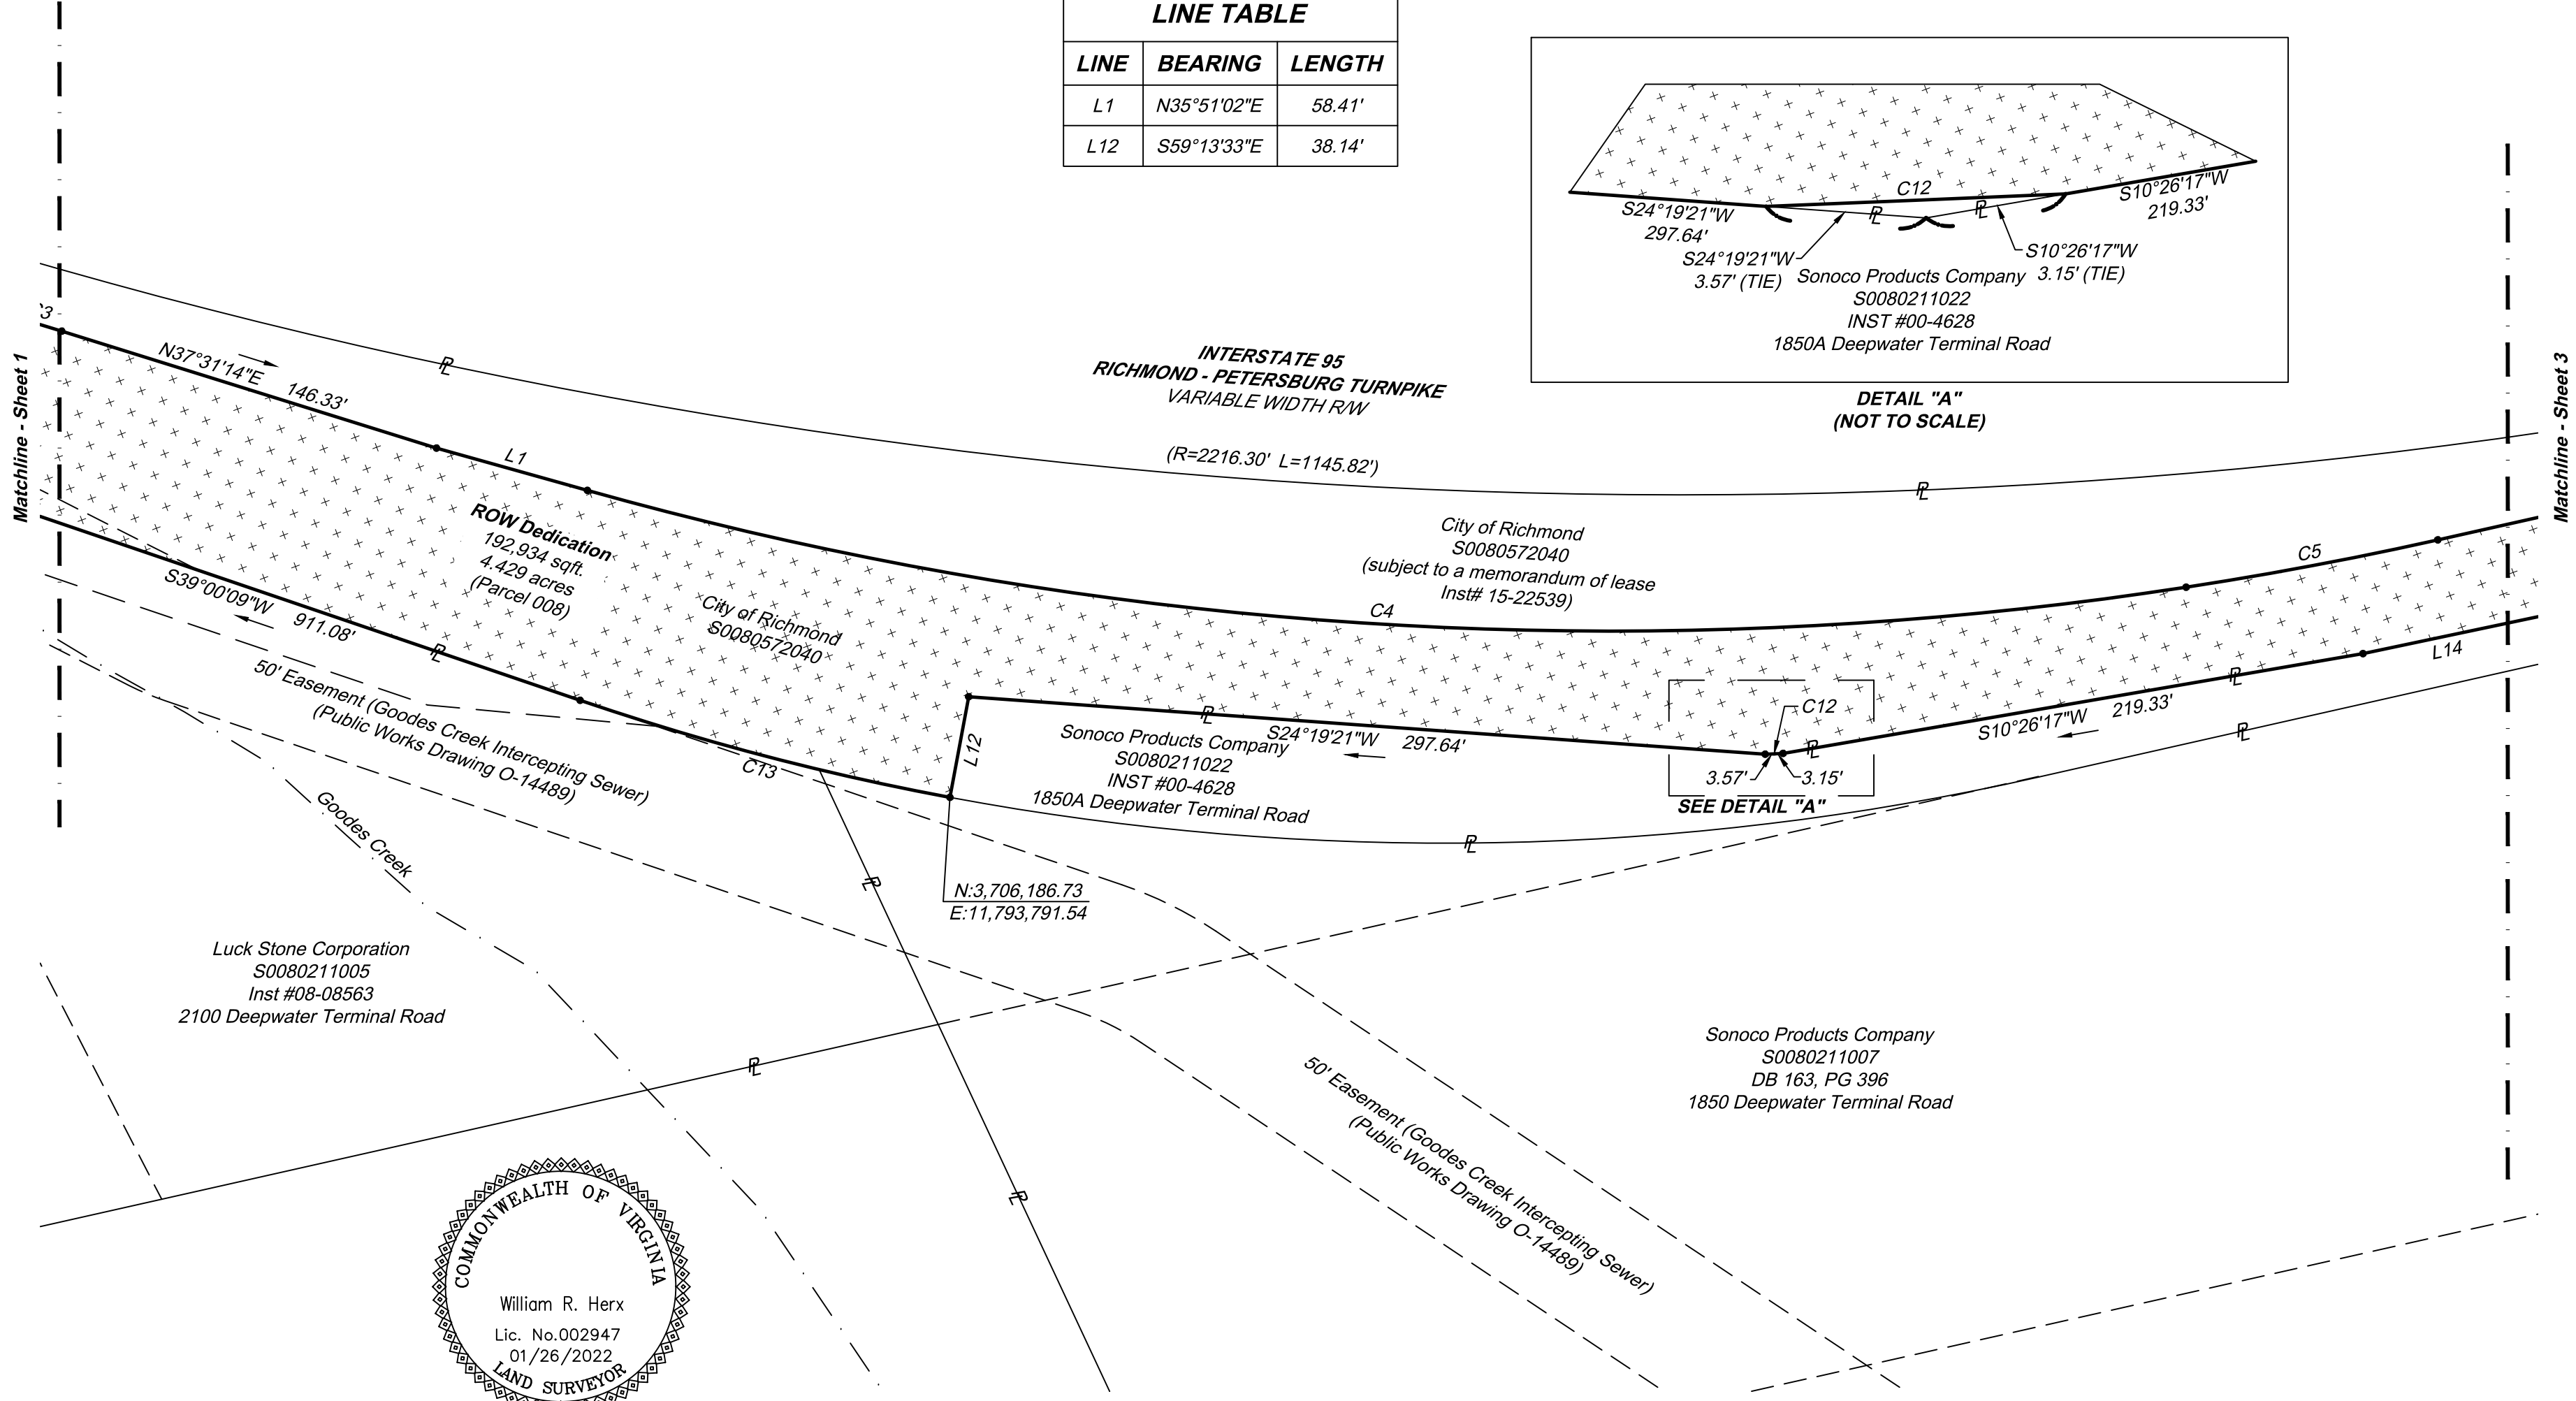 LINE TABLE
LINE BEARING LENGTH
L1 N35°51'02"E 58.41'
L12 S59°13'33"E 38.14'
C12
S24°19'21"W
297.64'
S10°26'17"W
219.33'
S24°19'21"W
3.57' (TIE)
S10°26'17"W
3.15' (TIE)
Sonoco Products Company
S0080211022
INST #00-4628
1850A Deepwater Terminal Road
DETAIL "A"
(NOT TO SCALE)
Matchline - Sheet 1
Matchline - Sheet 3
N37°31'14"E 146.33'
L1
INTERSTATE 95
RICHMOND - PETERSBURG TURNPIKE
VARIABLE WIDTH R/W
(R=2216.30' L=1145.82')
City of Richmond
S0080572040
(subject to a memorandum of lease
Inst# 15-22539)
C4
C5
L14
ROW Dedication
192,934 sqft.
4.429 acres
(Parcel 008)
City of Richmond
S0080572040
S39°00'09"W 911.08'
50' Easement (Goodes Creek Intercepting Sewer)
(Public Works Drawing O-14489)
C13
L12
S24°19'21"W 297.64'
Sonoco Products Company
S0080211022
INST #00-4628
1850A Deepwater Terminal Road
C12
3.57' 3.15'
SEE DETAIL "A"
S10°26'17"W 219.33'
Goodes Creek
N:3,706,186.73
E:11,793,791.54
Luck Stone Corporation
S0080211005
Inst #08-08563
2100 Deepwater Terminal Road
Sonoco Products Company
S0080211007
DB 163, PG 396
1850 Deepwater Terminal Road
50' Easement (Goodes Creek Intercepting Sewer)
(Public Works Drawing O-14489)
COMMONWEALTH OF VIRGINIA
William R. Herx
Lic. No.002947
01/26/2022
LAND SURVEYOR